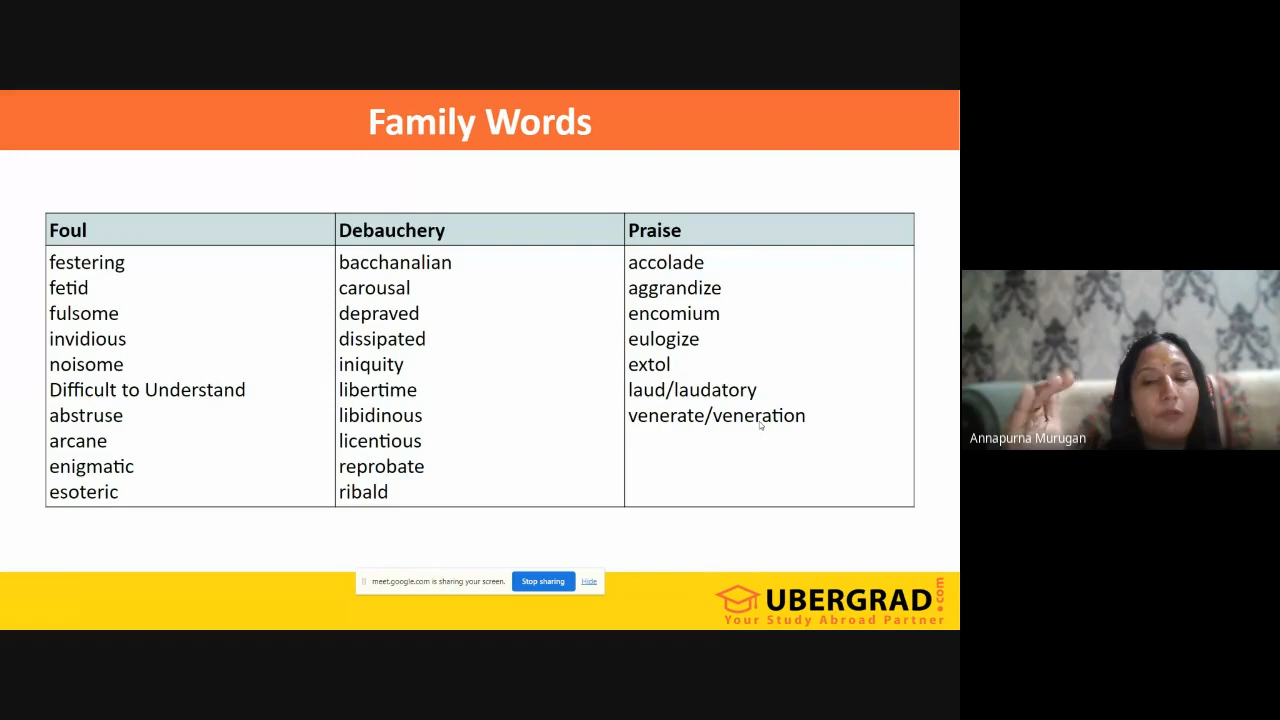 Family Words
Foul
festering
fetid
fulsome
invidious
noisome
Difficult to Understand
abstruse
arcane
enigmatic
esoteric
Debauchery
bacchanalian
carousal
depraved
dissipated
iniquity
libertime
libidinous
licentious
reprobate
ribald
Praise
accolade
aggrandize
encomium
eulogize
extol
laud/laudatory
venerate/veneration
Annapurna Murugan
meet.google.com is sharing your screen. Stop sharing Hide
UBERGRAD.com
Your Study Abroad Partner